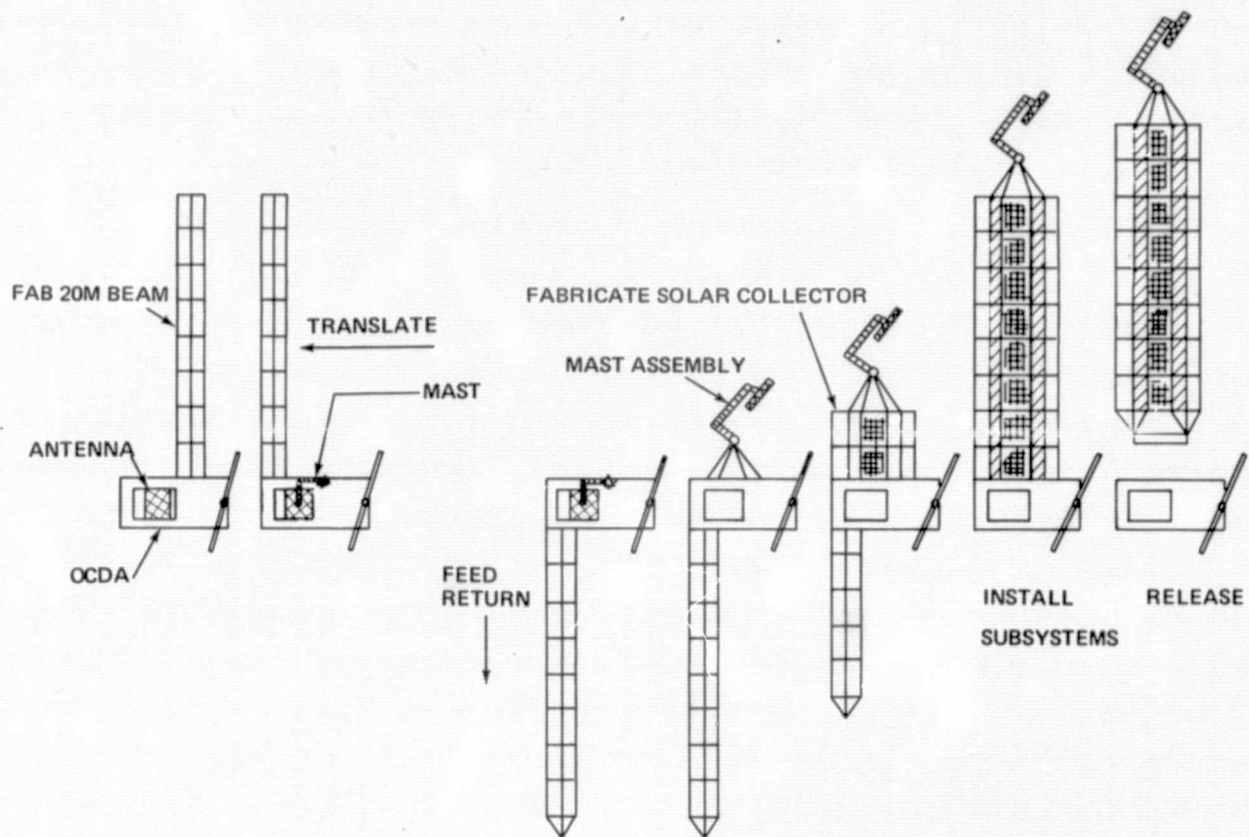 FAB 20M BEAM
TRANSLATE
MAST
ANTENNA
OCDA
FEED
RETURN
FABRICATE SOLAR COLLECTOR
MAST ASSEMBLY
INSTALL
SUBSYSTEMS
RELEASE